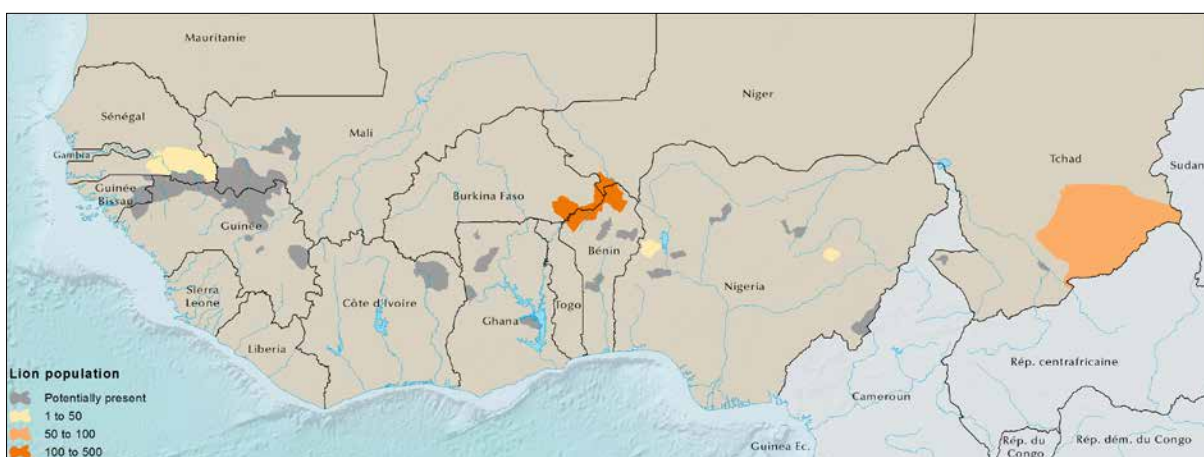 Mauritanie
Niger
Sénégal
Mali
Tchad
Sudan
Gambia
Guinée
Bissau
Burkina Faso
Guinée
Bénin
Nigeria
Sierra
Leone
Côte d'Ivoire
Togo
Ghana
Liberia
Rép. centrafricaine
Cameroun
Guinea Ec.
Rép. du
Congo
Rép. dém. du Congo
Lion population
Potentially present
1 to 50
50 to 100
100 to 500